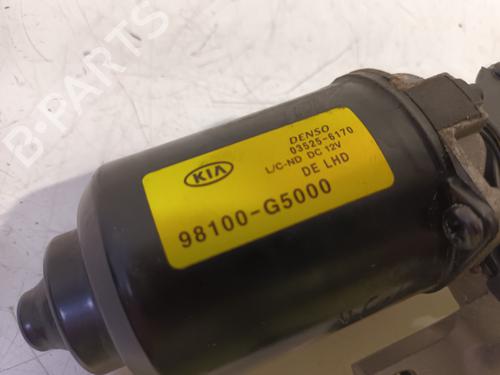 DENSO
03525-6170
L/C-ND DC 12V
DE LHD
KIA
98100-G5000
B-Parts